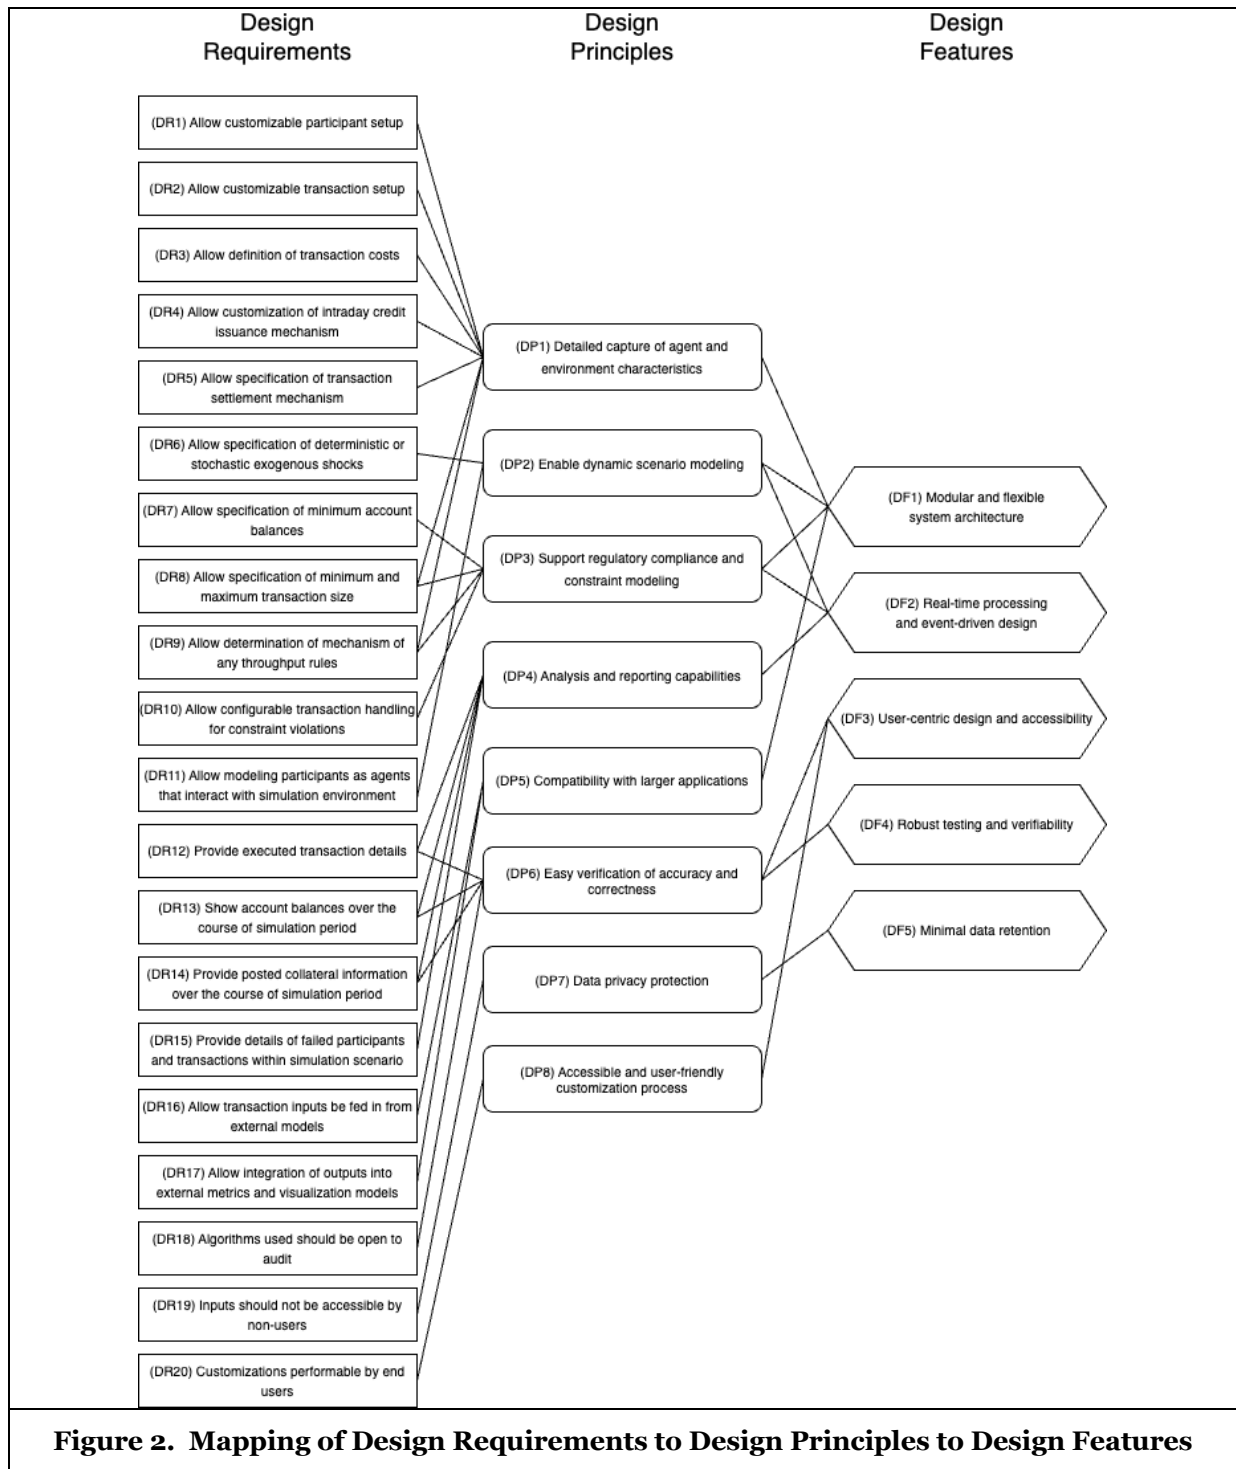 Design
Requirements
Design
Principles
Design
Features
(DR1) Allow customizable participant setup
(DR2) Allow customizable transaction setup
(DR3) Allow definition of transaction costs
(DR4) Allow customization of intraday credit
issuance mechanism
(DR5) Allow specification of transaction
settlement mechanism
(DR6) Allow specification of deterministic or
stochastic exogenous shocks
(DR7) Allow specification of minimum account
balances
(DR8) Allow specification of minimum and
maximum transaction size
(DR9) Allow determination of mechanism of
any throughput rules
(DR10) Allow configurable transaction handling
for constraint violations
(DR11) Allow modeling participants as agents
that interact with simulation environment
(DR12) Provide executed transaction details
(DR13) Show account balances over the
course of simulation period
(DR14) Provide posted collateral information
over the course of simulation period
(DR15) Provide details of failed participants
and transactions within simulation scenario
(DR16) Allow transaction inputs be fed in from
external models
(DR17) Allow integration of outputs into
external metrics and visualization models
(DR18) Algorithms used should be open to
audit
(DR19) Inputs should not be accessible by
non-users
(DR20) Customizations performable by end
users
(DP1) Detailed capture of agent and
environment characteristics
(DP2) Enable dynamic scenario modeling
(DP3) Support regulatory compliance and
constraint modeling
(DP4) Analysis and reporting capabilities
(DP5) Compatibility with larger applications
(DP6) Easy verification of accuracy and
correctness
(DP7) Data privacy protection
(DP8) Accessible and user-friendly
customization process
(DF1) Modular and flexible
system architecture
(DF2) Real-time processing
and event-driven design
(DF3) User-centric design and accessibility
(DF4) Robust testing and verifiability
(DF5) Minimal data retention
Figure 2. Mapping of Design Requirements to Design Principles to Design Features